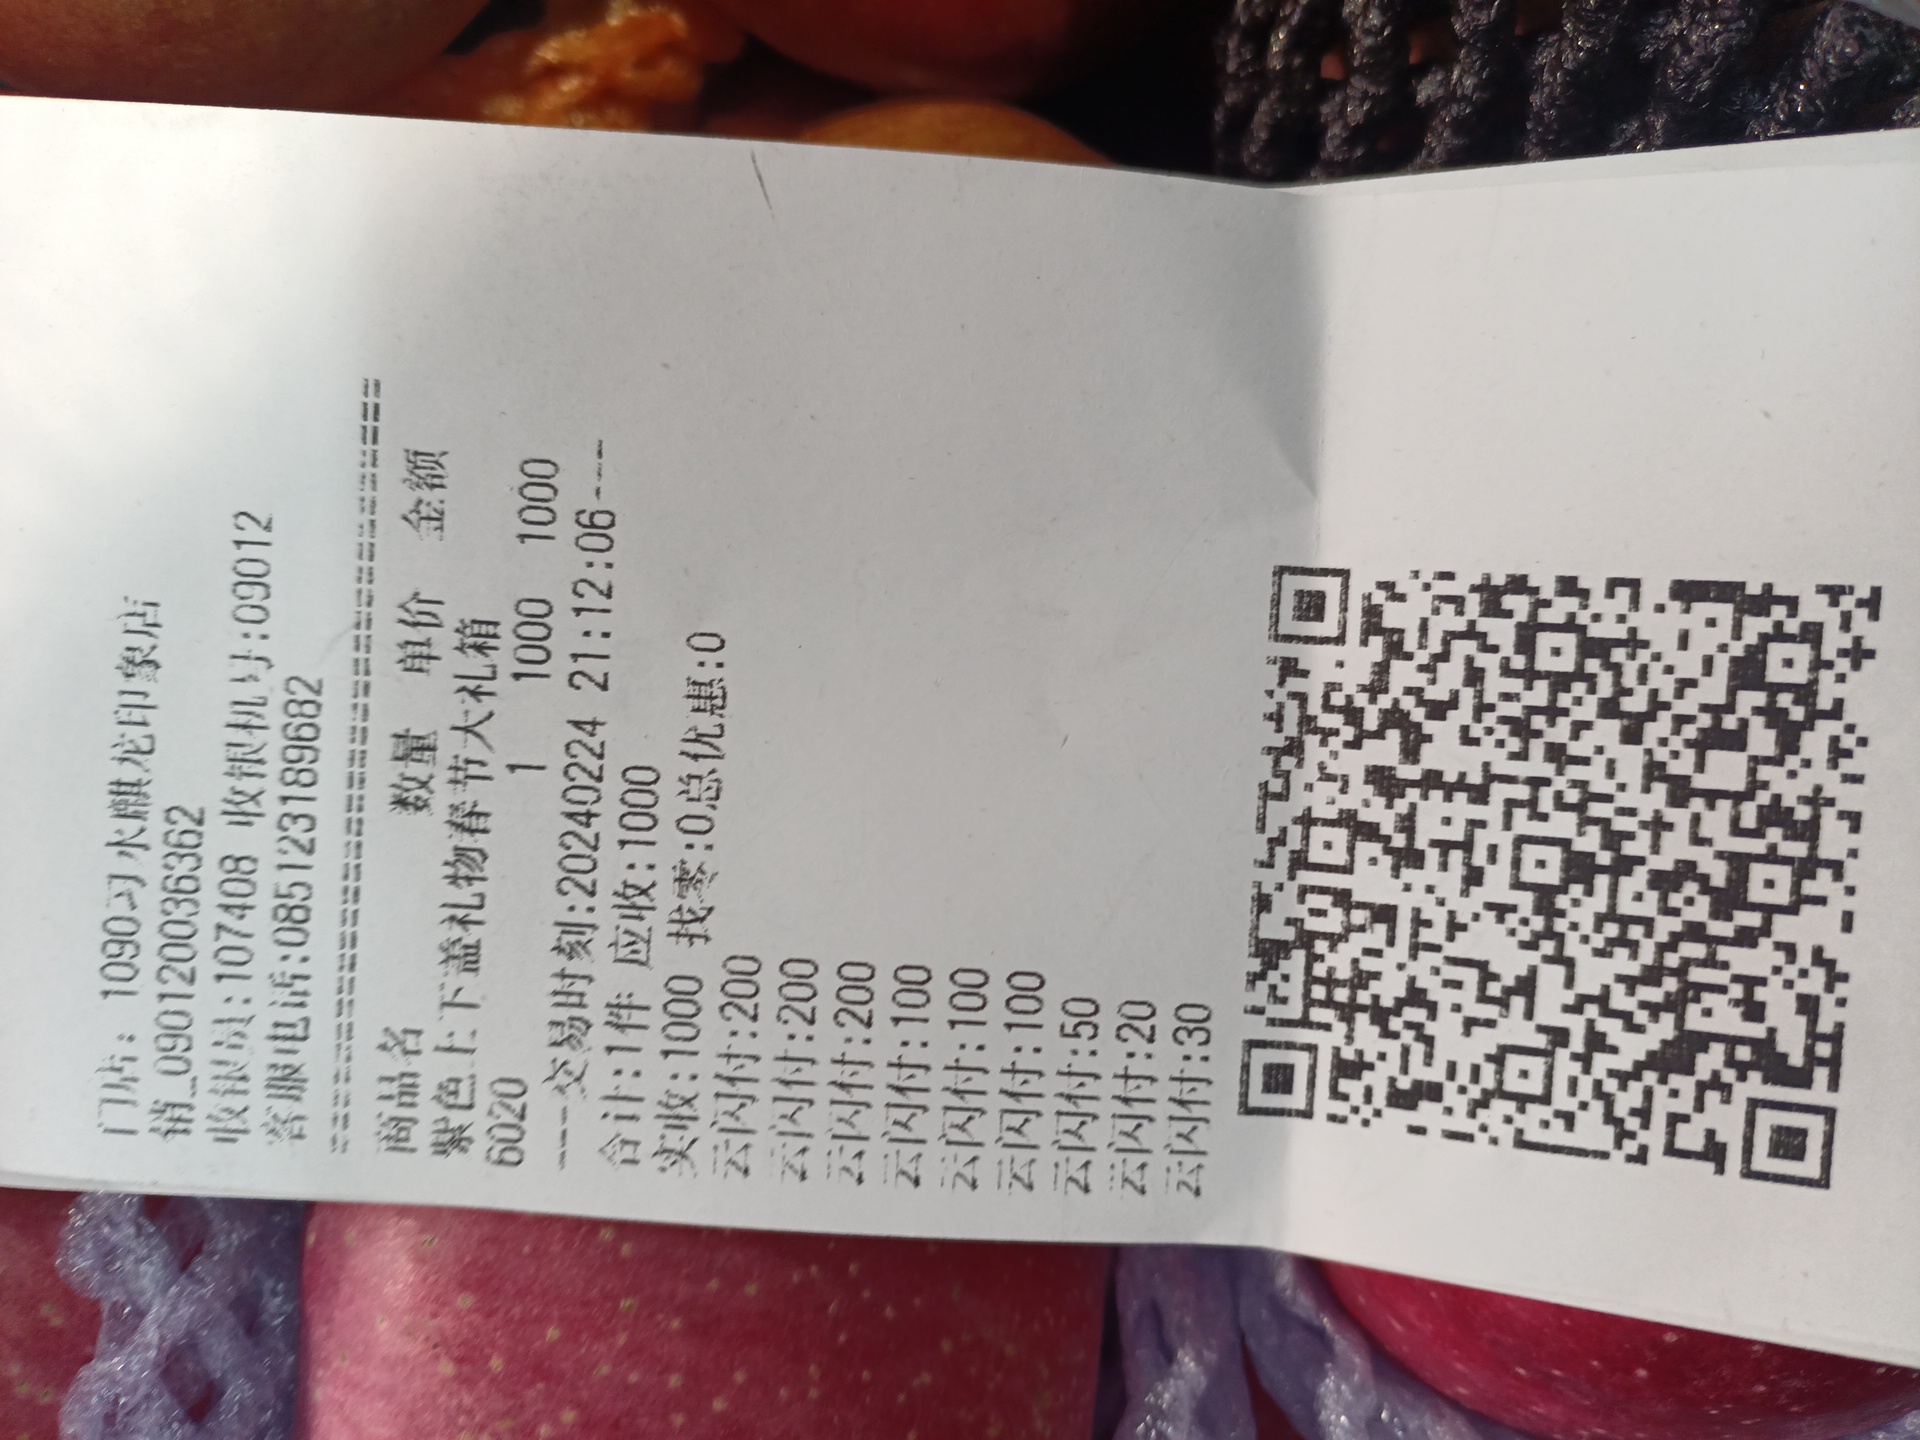 门店: 1090习水麒龙印象店
销_090120036362
收银员:107408 收银机号:09012
客服电话:085123189682
================================
商品名 数量 单价 金额
紫色上下盖礼物春节大礼箱
6020 1 1000 1000
---交易时刻:20240224 21:12:06----
合计:1件 应收:1000
实收:1000 找零:0总优惠:0
云闪付:200
云闪付:200
云闪付:200
云闪付:100
云闪付:100
云闪付:100
云闪付:50
云闪付:20
云闪付:30